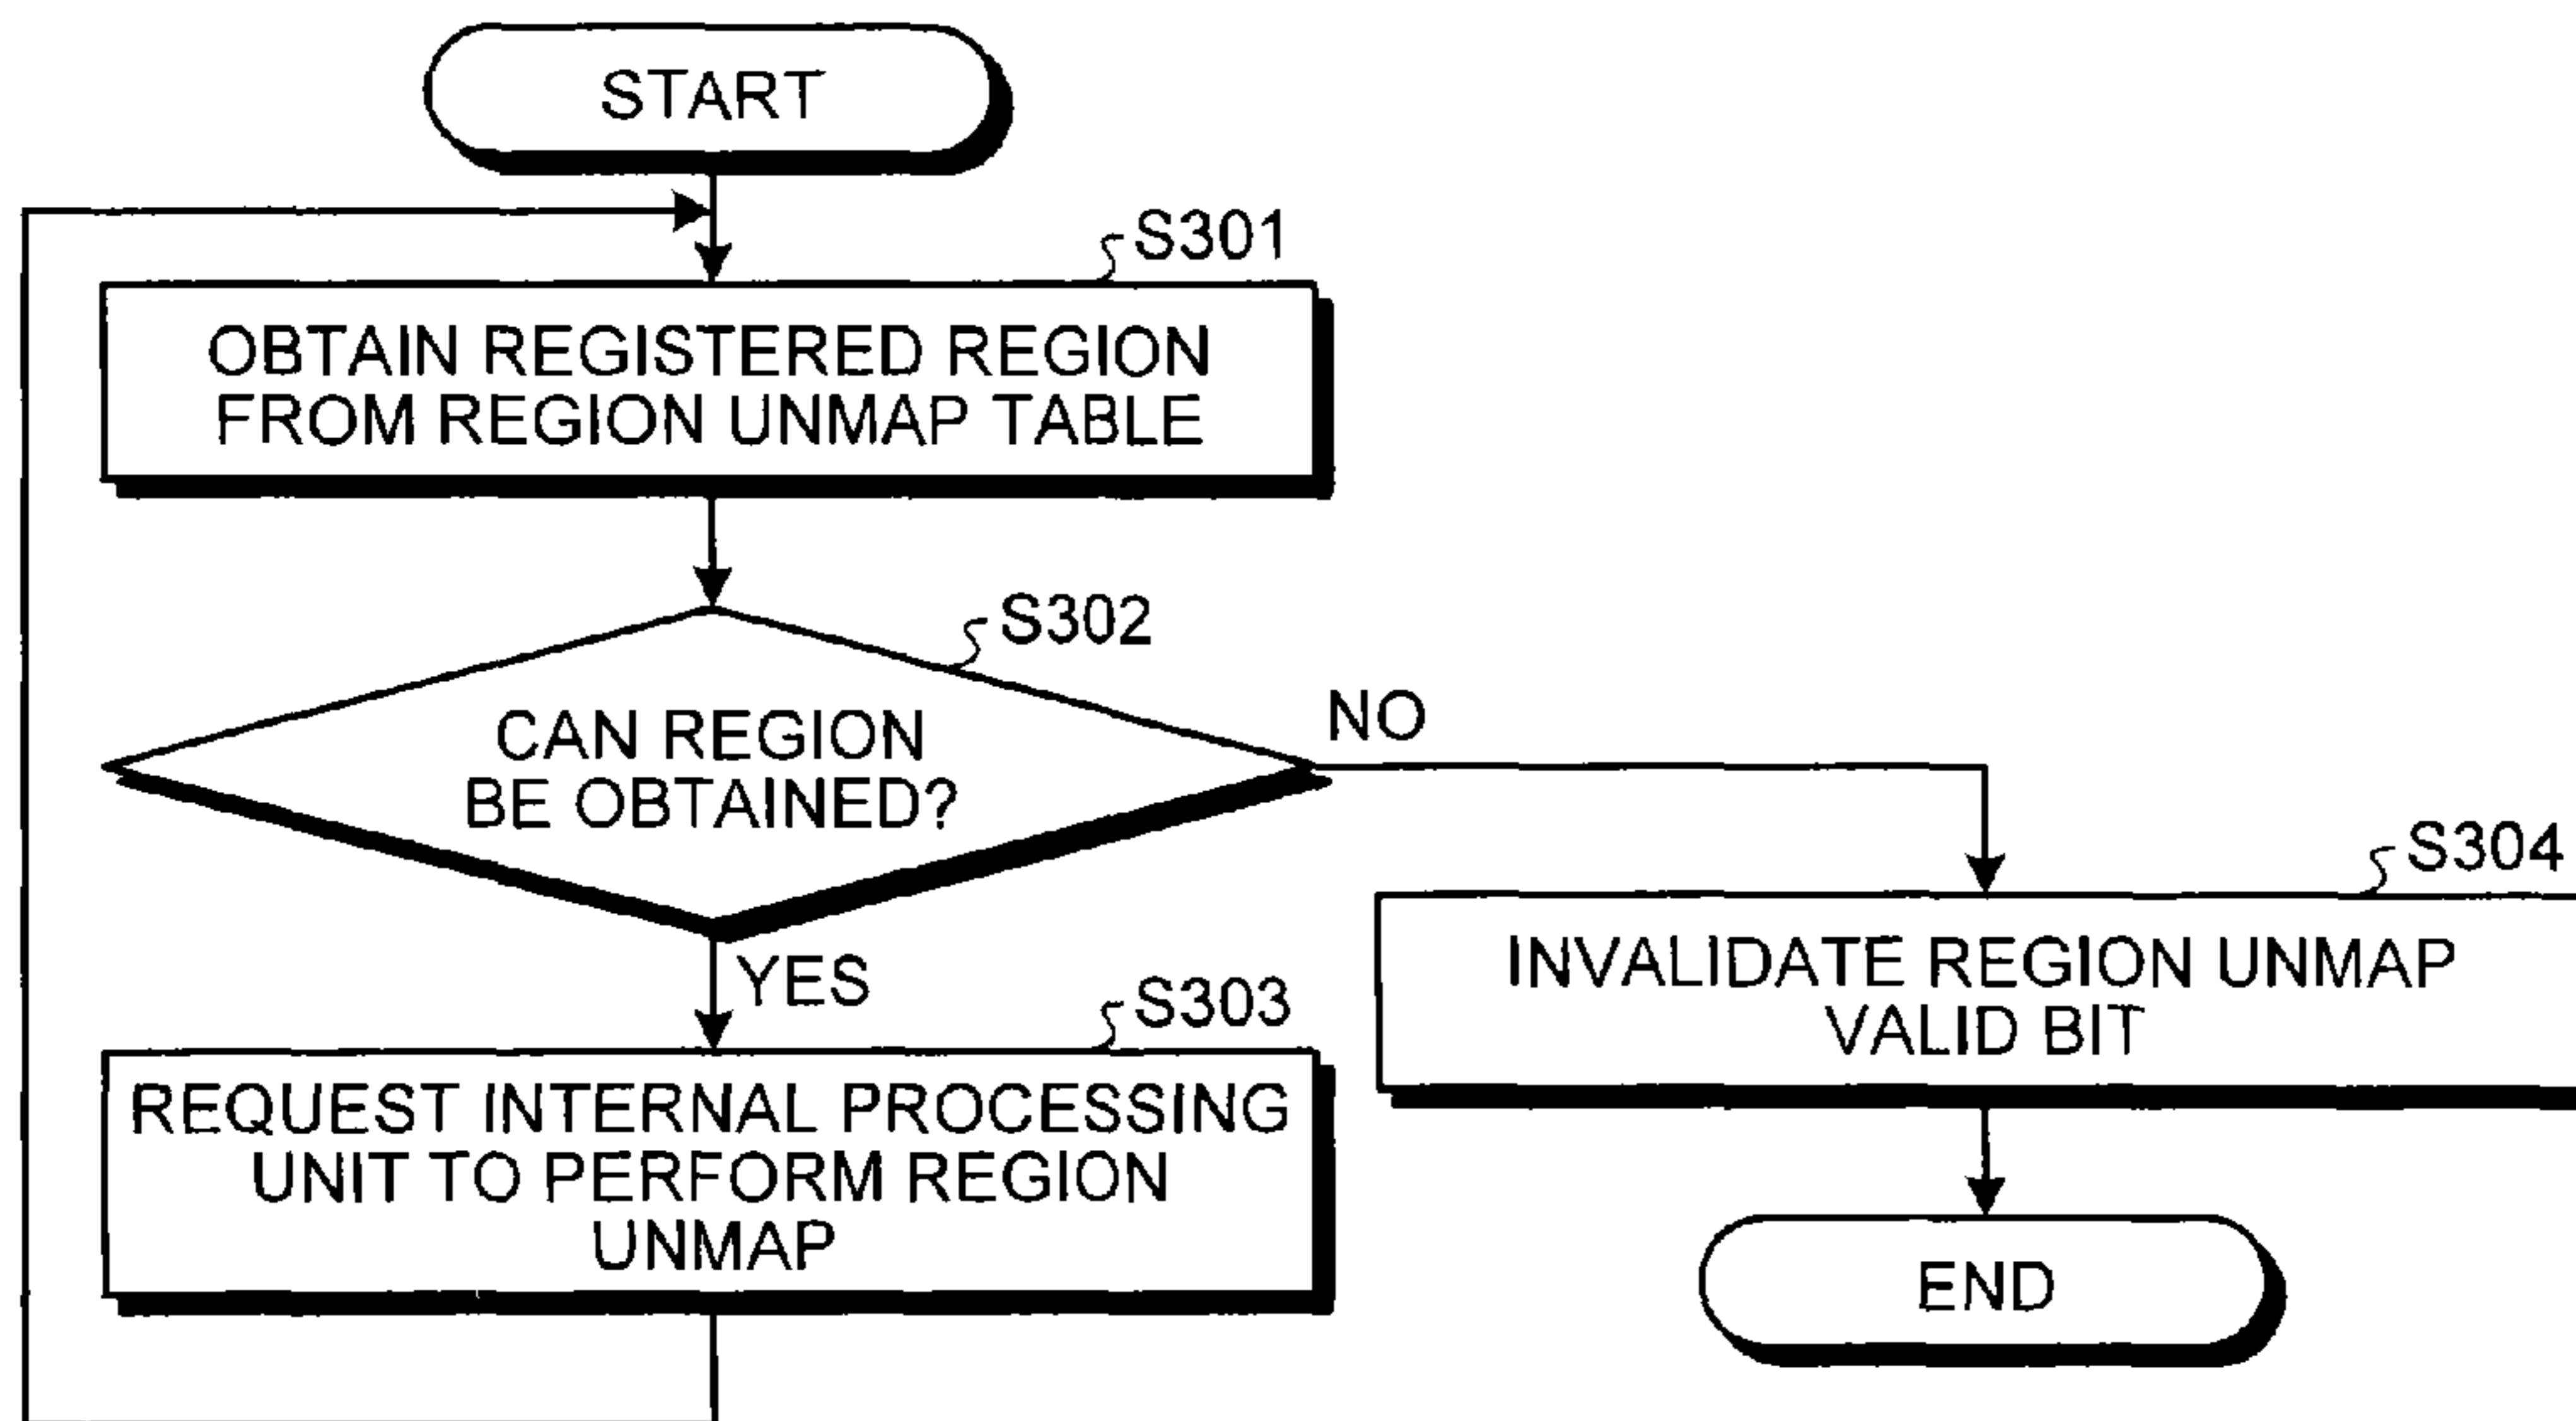 START
S301
OBTAIN REGISTERED REGION
FROM REGION UNMAP TABLE
S302
CAN REGION
BE OBTAINED?
NO
YES
S303
REQUEST INTERNAL PROCESSING
UNIT TO PERFORM REGION
UNMAP
S304
INVALIDATE REGION UNMAP
VALID BIT
END